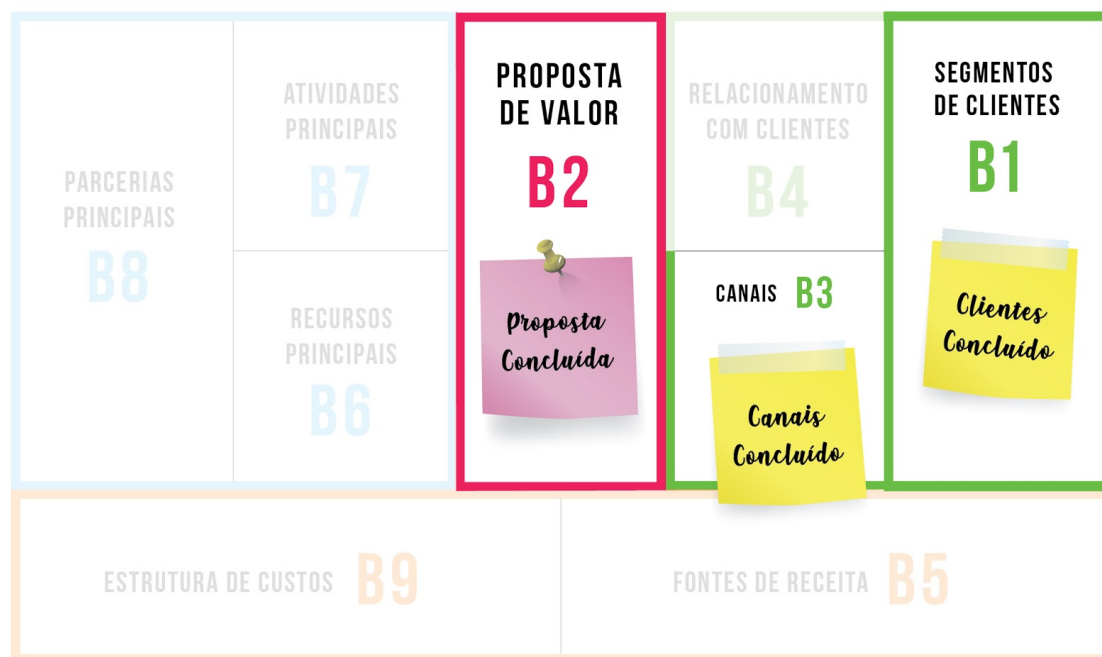 PARCERIAS
PRINCIPAIS
B8
ATIVIDADES
PRINCIPAIS
B7
RECURSOS
PRINCIPAIS
B6
PROPOSTA
DE VALOR
B2
Proposta
Concluída
RELACIONAMENTO
COM CLIENTES
B4
CANAIS B3
Canais
Concluído
SEGMENTOS
DE CLIENTES
B1
Clientes
Concluído
ESTRUTURA DE CUSTOS B9
FONTES DE RECEITA B5